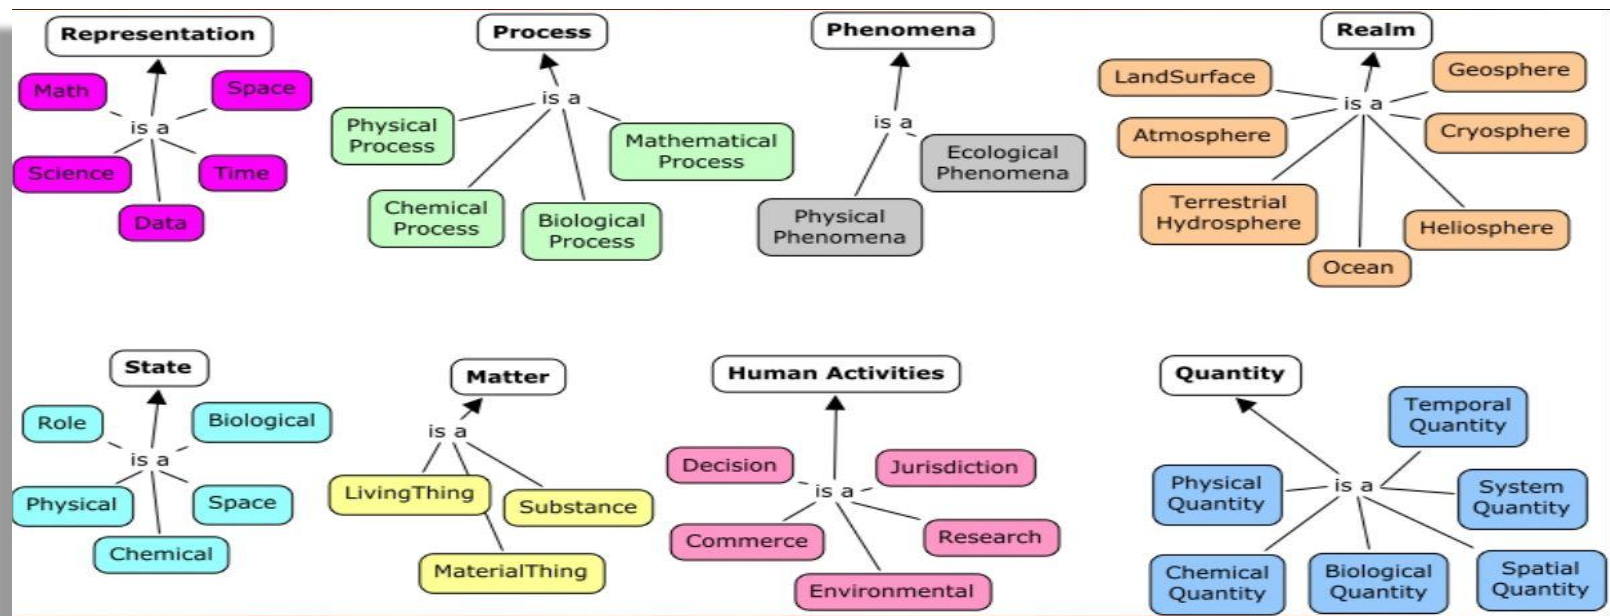 Representation
Math
Space
is a
Science
Time
Data
Process
is a
Physical
Process
Mathematical
Process
Chemical
Process
Biological
Process
Phenomena
is a
Ecological
Phenomena
Physical
Phenomena
Realm
LandSurface
Geosphere
is a
Atmosphere
Cryosphere
Terrestrial
Hydrosphere
Heliosphere
Ocean
State
Role
Biological
is a
Physical
Space
Chemical
Matter
is a
LivingThing
Substance
MaterialThing
Human Activities
Decision
Jurisdiction
is a
Commerce
Research
Environmental
Quantity
Temporal
Quantity
is a
Physical
Quantity
System
Quantity
Chemical
Quantity
Biological
Quantity
Spatial
Quantity